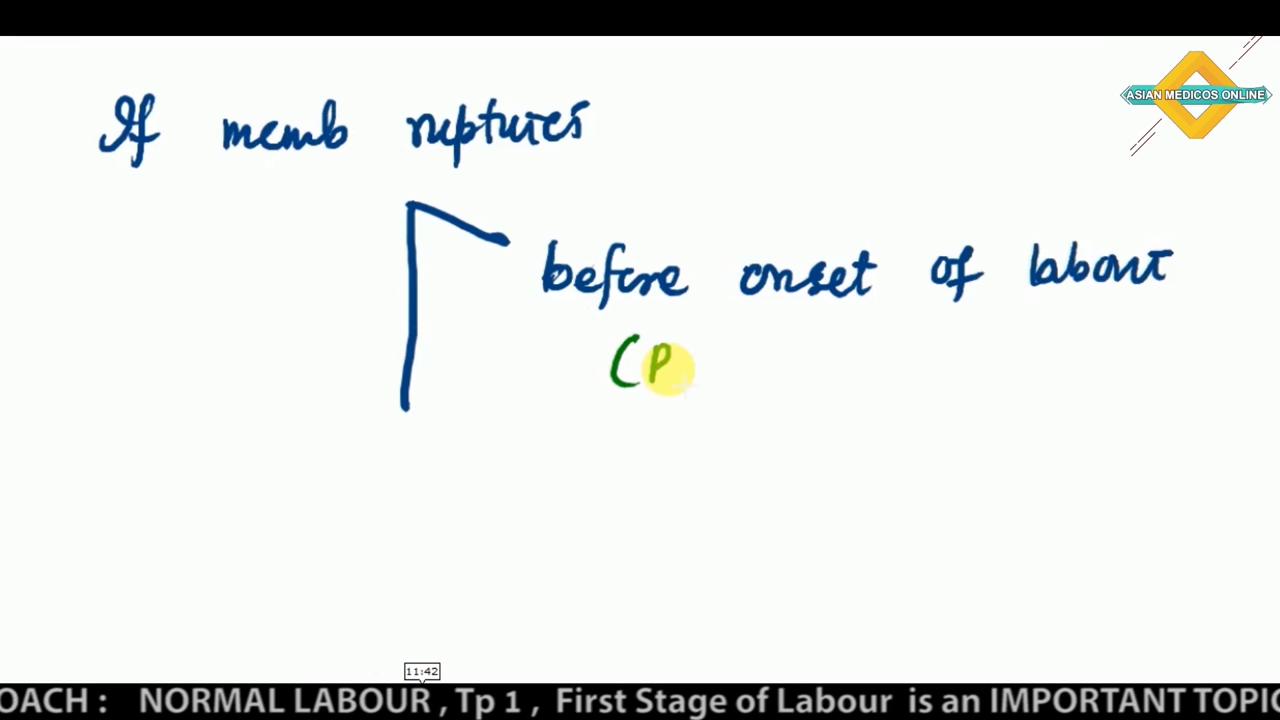 ASIAN MEDICOS ONLINE
If memb ruptures
before onset of labour
(P
11:42
OACH : NORMAL LABOUR , Tp 1 , First Stage of Labour is an IMPORTANT TOPIC